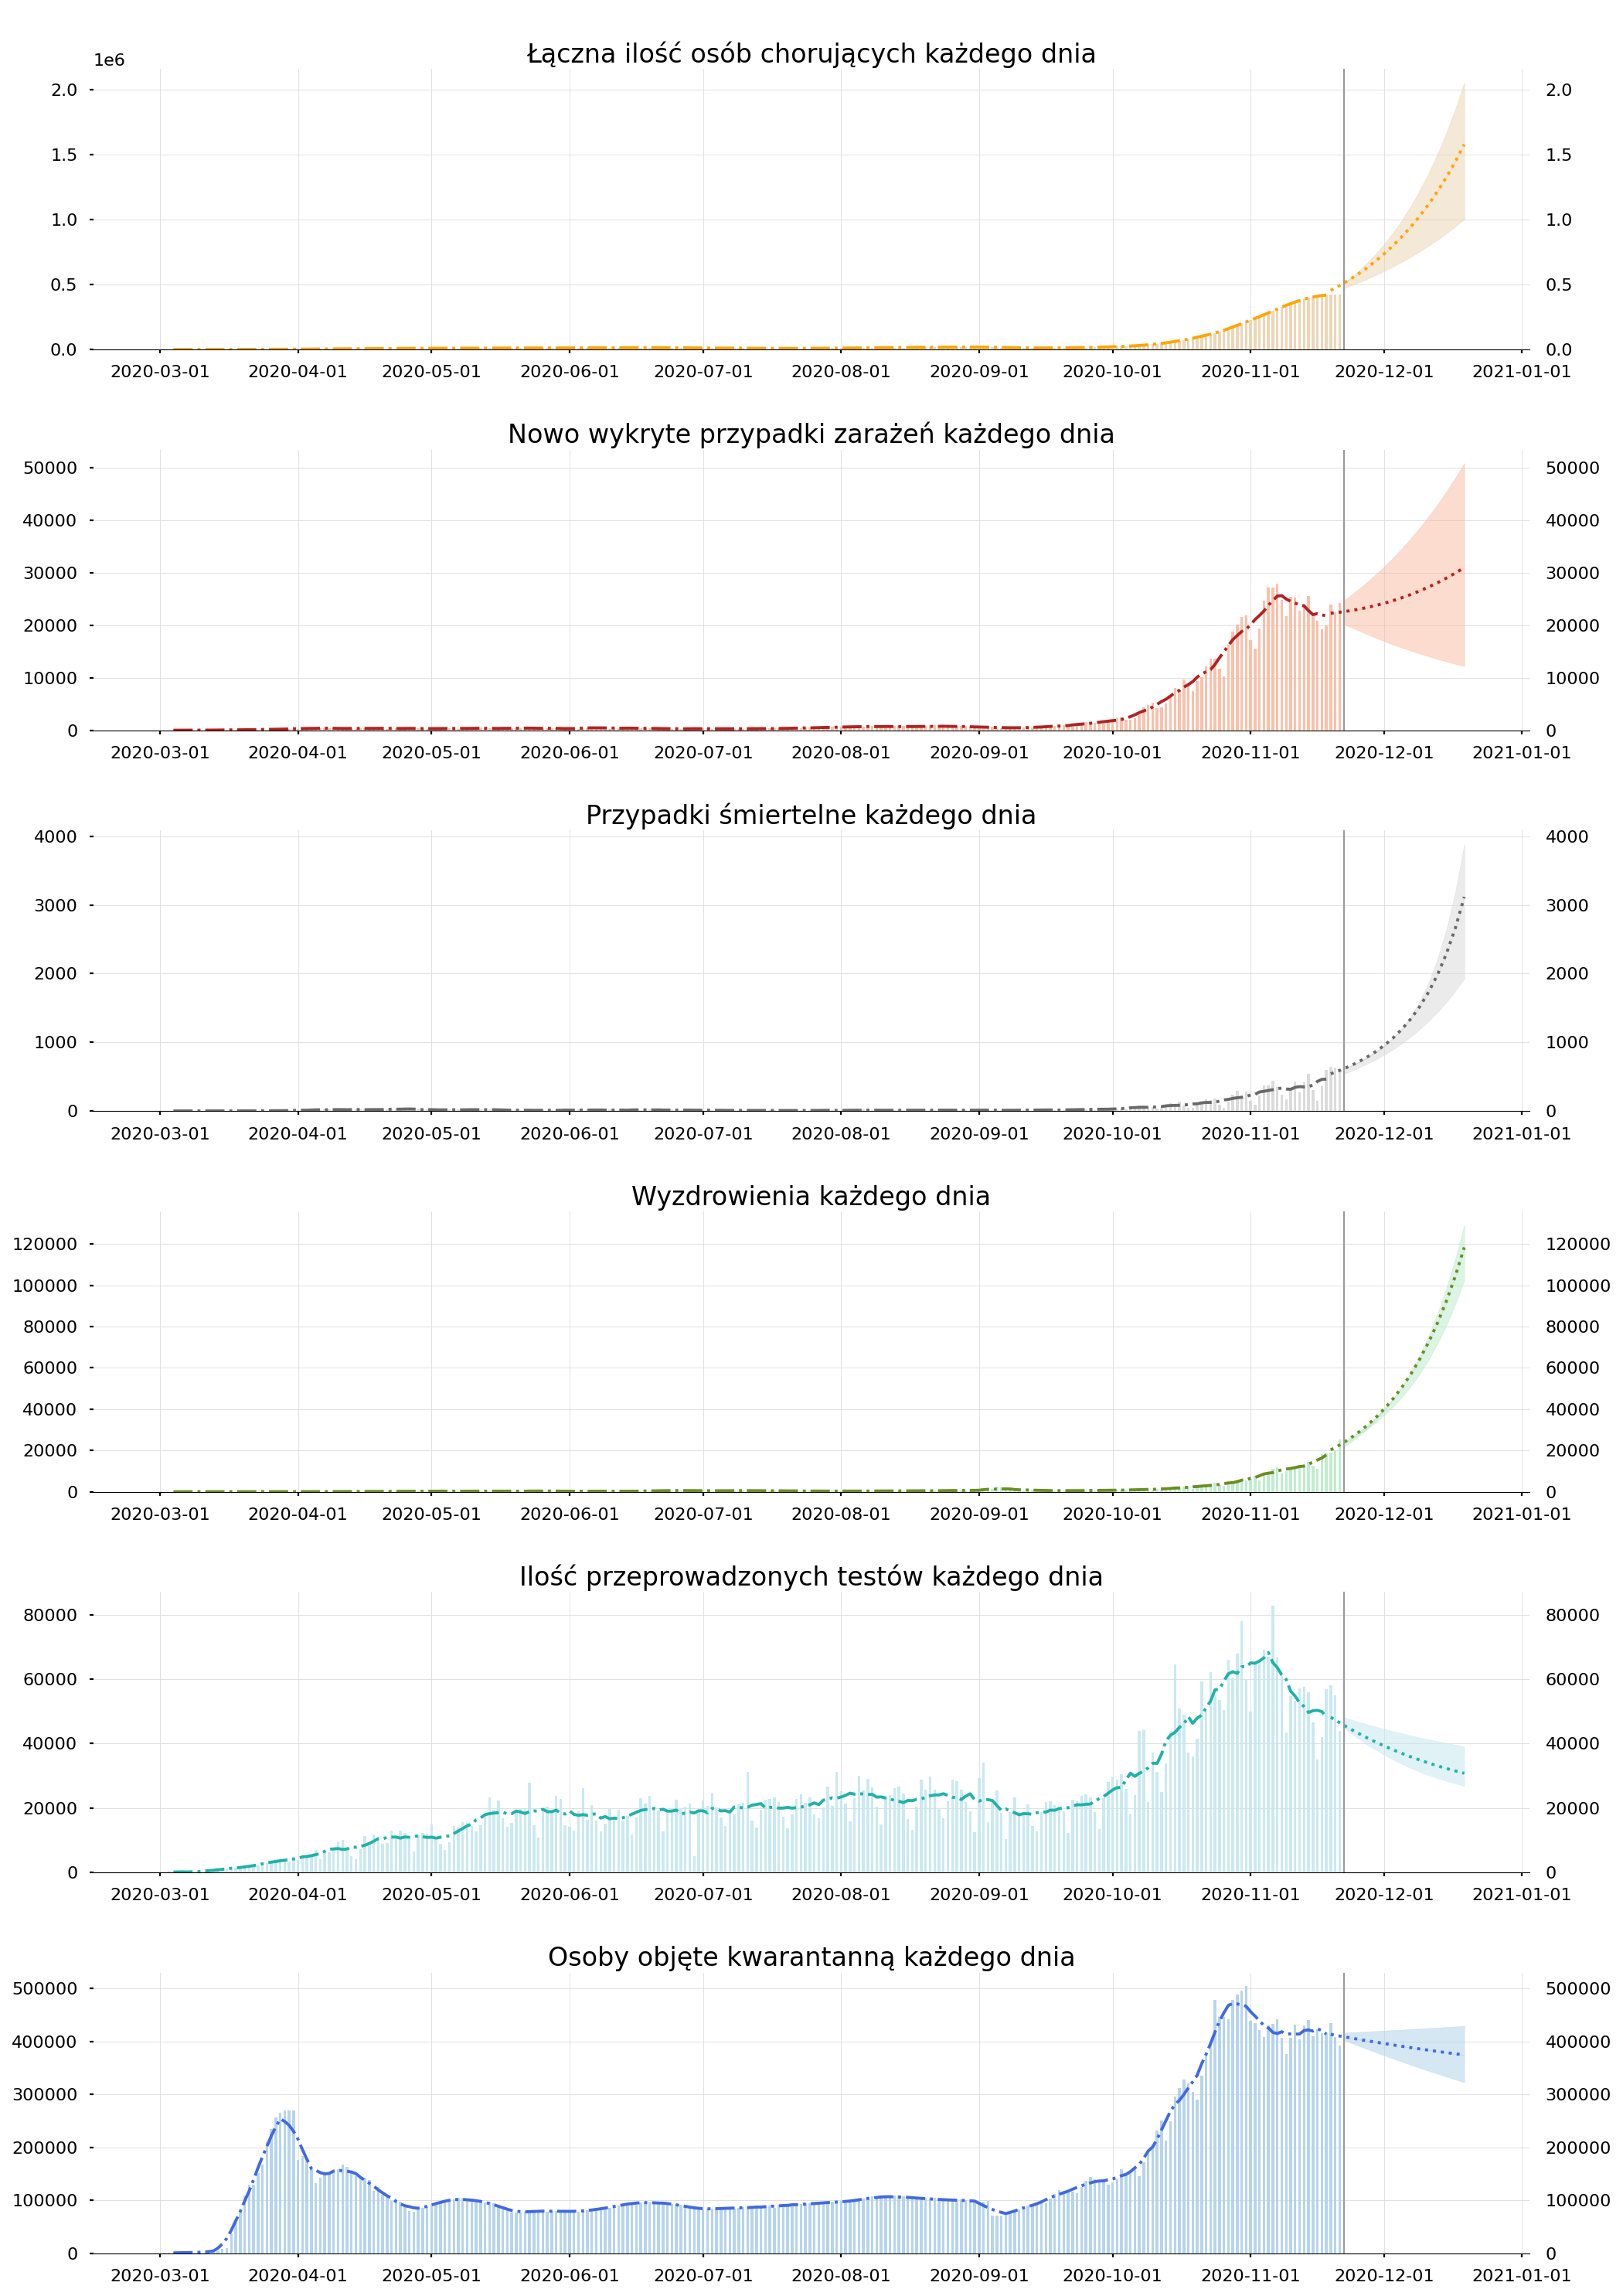 Łączna ilość osób chorujących każdego dnia
1e6
2.0 2.0
1.5 1.5
1.0 1.0
0.5 0.5
0.0 0.0
2020-03-01 2020-04-01 2020-05-01 2020-06-01 2020-07-01 2020-08-01 2020-09-01 2020-10-01 2020-11-01 2020-12-01 2021-01-01
Nowo wykryte przypadki zarażeń każdego dnia
50000 50000
40000 40000
30000 30000
20000 20000
10000 10000
0 0
2020-03-01 2020-04-01 2020-05-01 2020-06-01 2020-07-01 2020-08-01 2020-09-01 2020-10-01 2020-11-01 2020-12-01 2021-01-01
Przypadki śmiertelne każdego dnia
4000 4000
3000 3000
2000 2000
1000 1000
0 0
2020-03-01 2020-04-01 2020-05-01 2020-06-01 2020-07-01 2020-08-01 2020-09-01 2020-10-01 2020-11-01 2020-12-01 2021-01-01
Wyzdrowienia każdego dnia
120000 120000
100000 100000
80000 80000
60000 60000
40000 40000
20000 20000
0 0
2020-03-01 2020-04-01 2020-05-01 2020-06-01 2020-07-01 2020-08-01 2020-09-01 2020-10-01 2020-11-01 2020-12-01 2021-01-01
Ilość przeprowadzonych testów każdego dnia
80000 80000
60000 60000
40000 40000
20000 20000
0 0
2020-03-01 2020-04-01 2020-05-01 2020-06-01 2020-07-01 2020-08-01 2020-09-01 2020-10-01 2020-11-01 2020-12-01 2021-01-01
Osoby objęte kwarantanną każdego dnia
500000 500000
400000 400000
300000 300000
200000 200000
100000 100000
0 0
2020-03-01 2020-04-01 2020-05-01 2020-06-01 2020-07-01 2020-08-01 2020-09-01 2020-10-01 2020-11-01 2020-12-01 2021-01-01